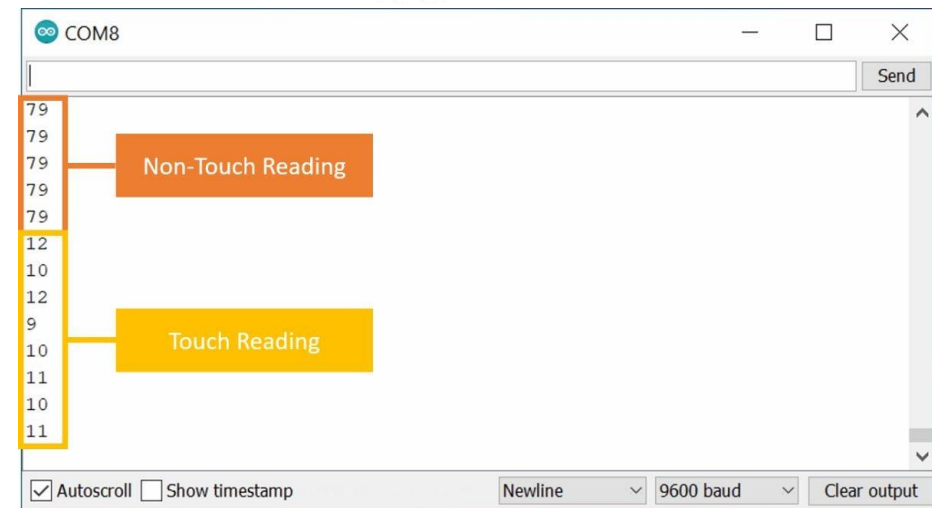 COM8
Send
79
79
79
Non-Touch Reading
79
79
12
10
12
9
Touch Reading
10
11
10
11
Autoscroll Show timestamp Newline 9600 baud Clear output